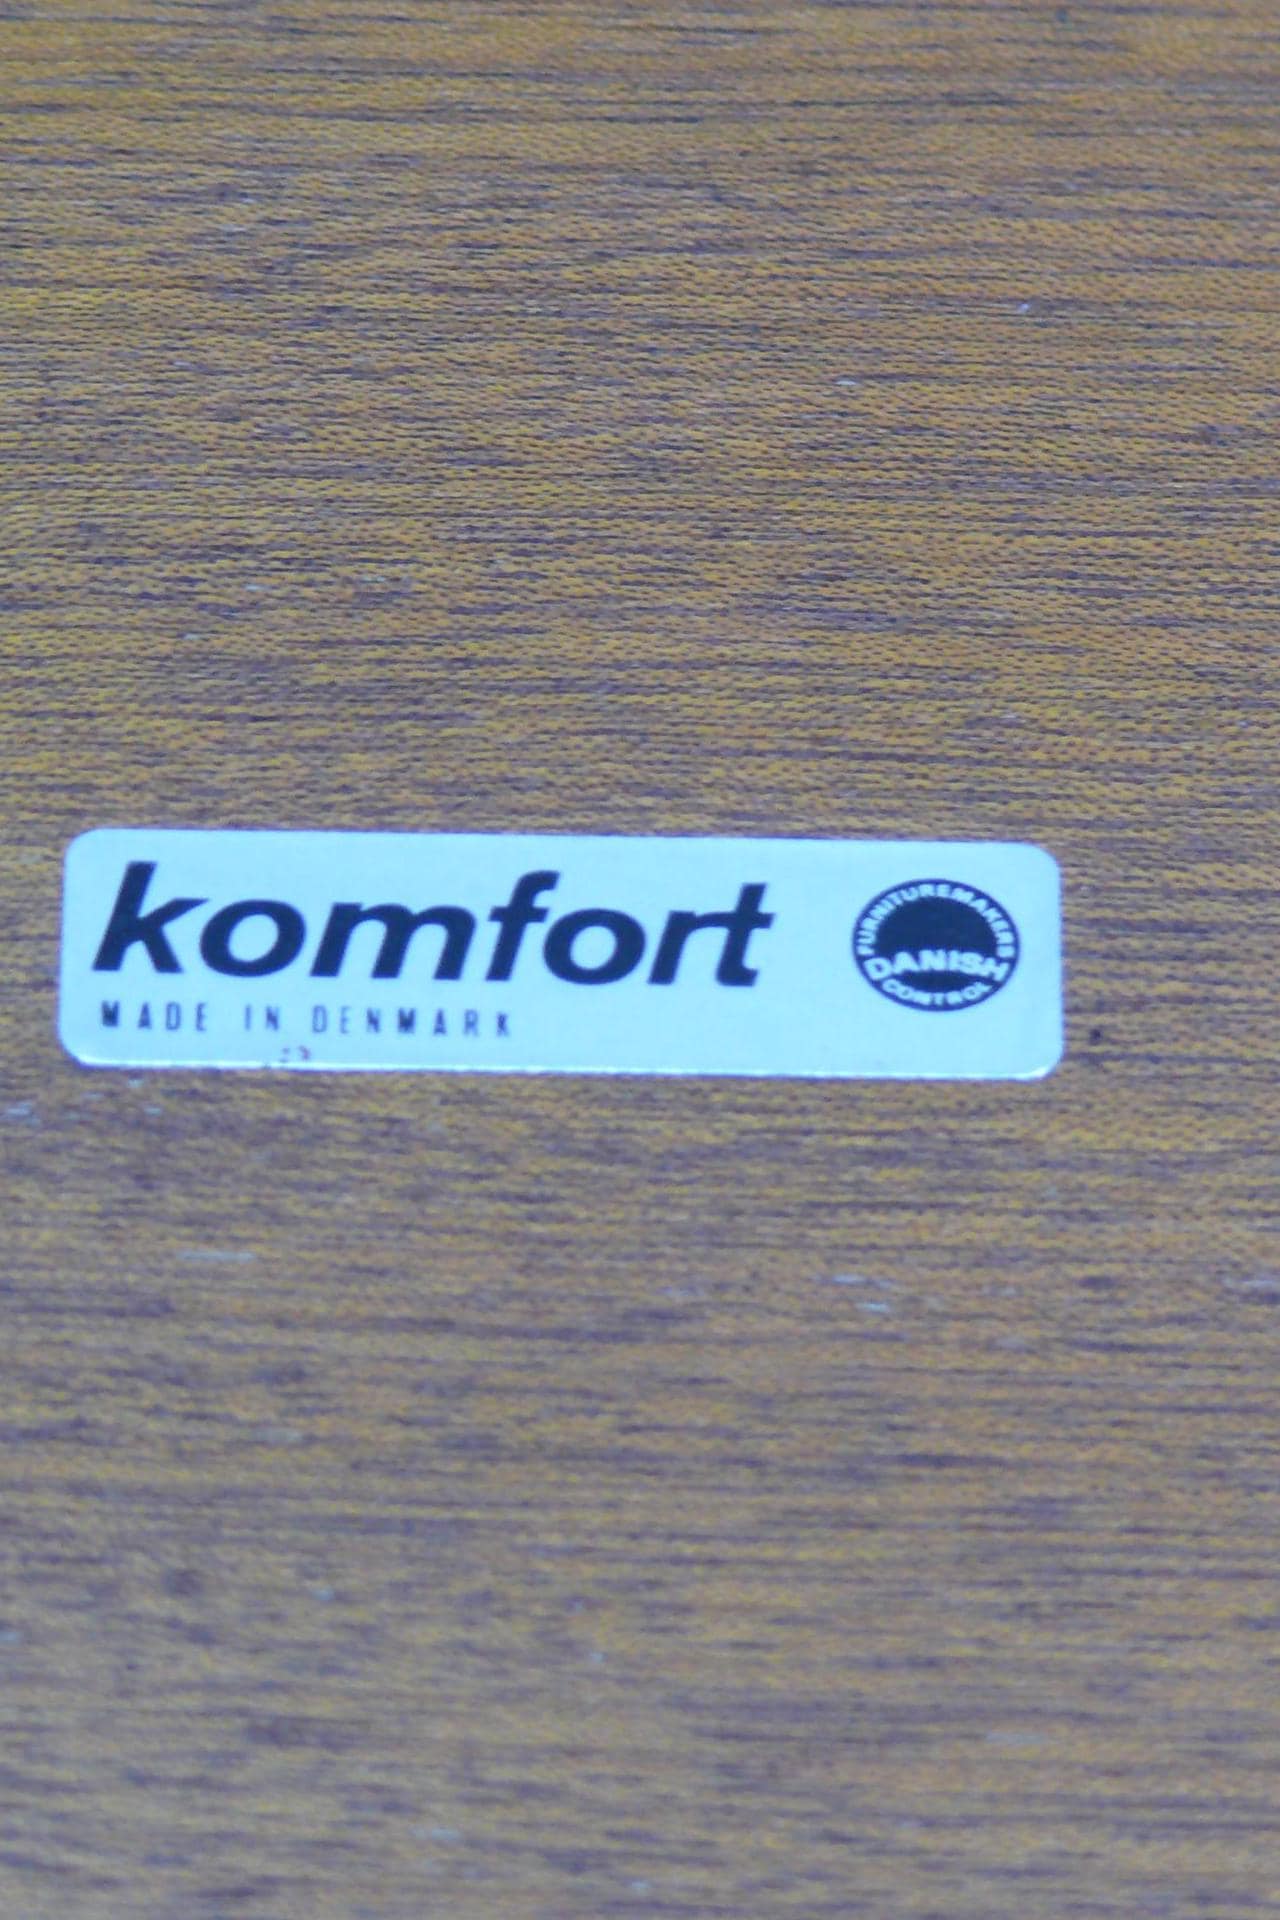 komfort
MADE IN DENMARK
FURNITUREMAKERS
DANISH
CONTROL